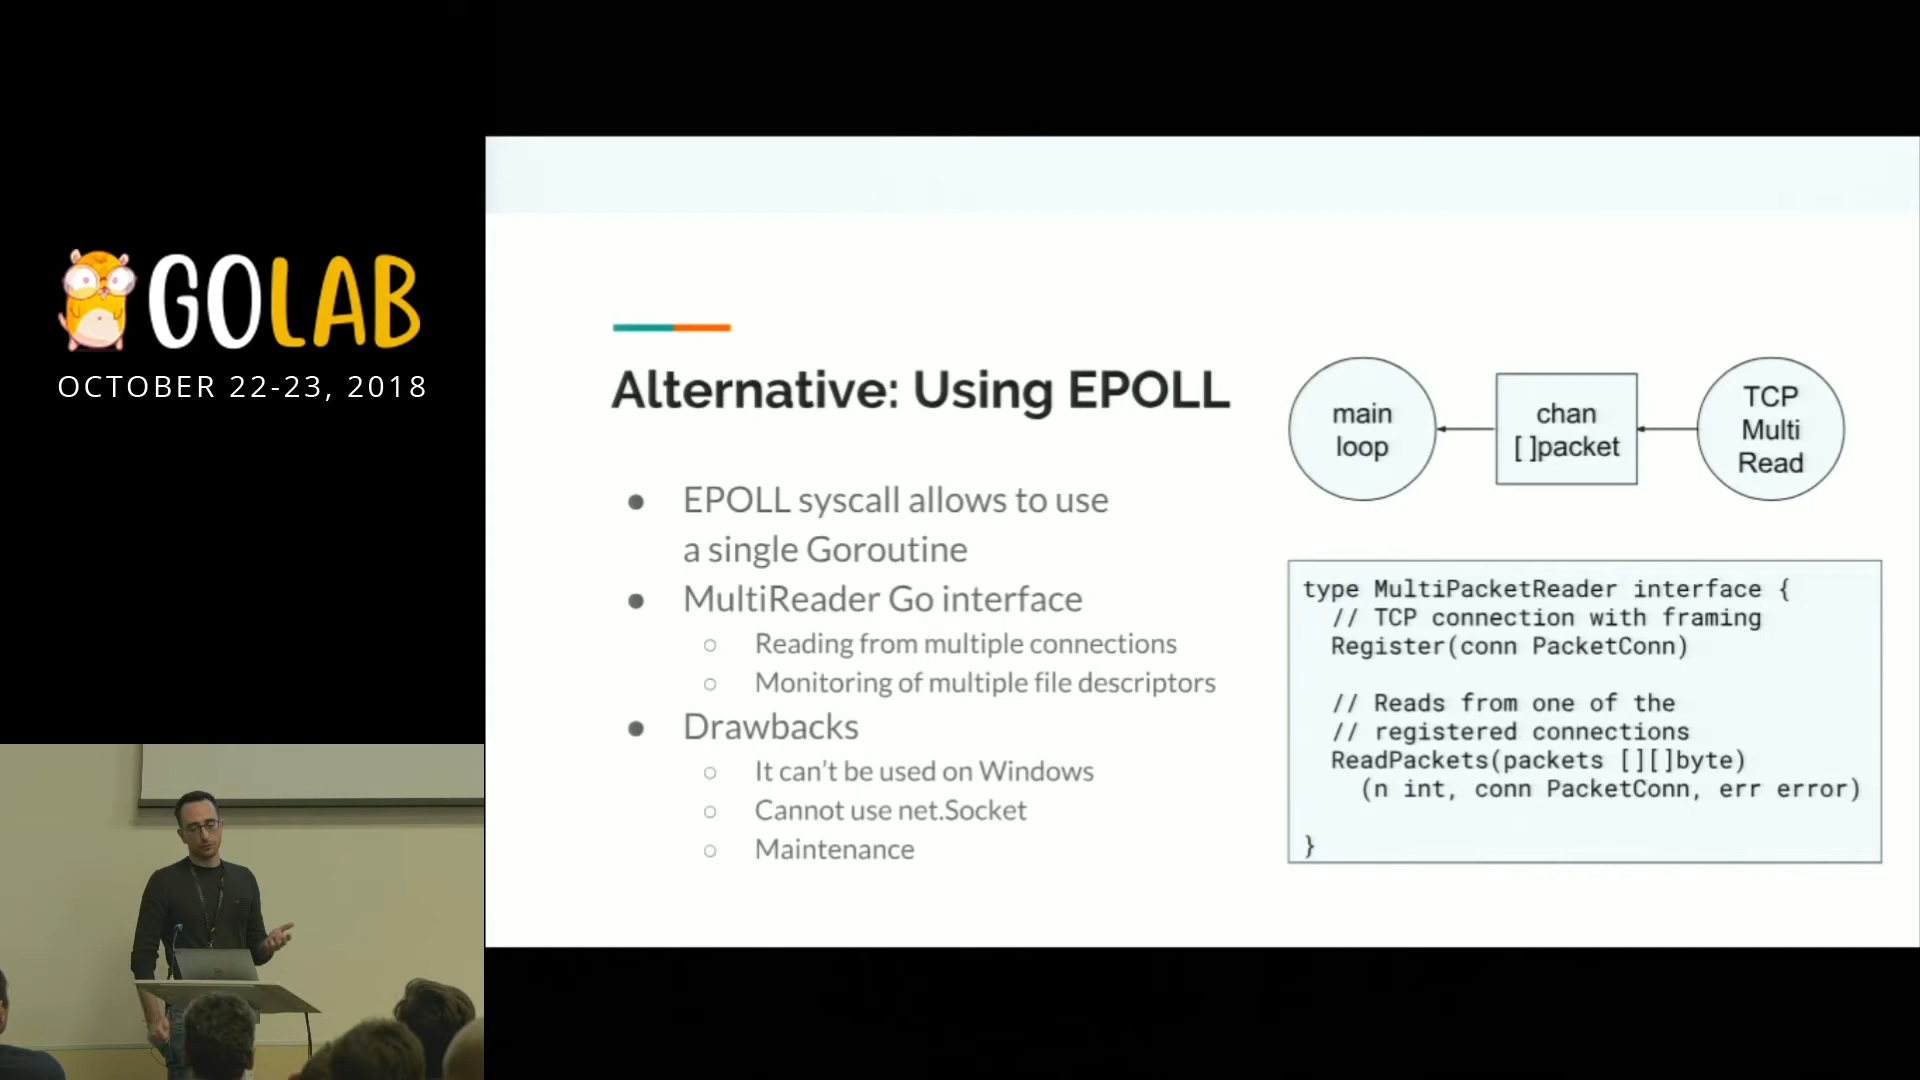 GOLAB
OCTOBER 22-23, 2018
Alternative: Using EPOLL
● EPOLL syscall allows to use
a single Goroutine
● MultiReader Go interface
○ Reading from multiple connections
○ Monitoring of multiple file descriptors
● Drawbacks
○ It can't be used on Windows
○ Cannot use net.Socket
○ Maintenance
main
loop
chan
[ ]packet
TCP
Multi
Read
type MultiPacketReader interface {
// TCP connection with framing
Register(conn PacketConn)
// Reads from one of the
// registered connections
ReadPackets(packets [][]byte)
(n int, conn PacketConn, err error)
}